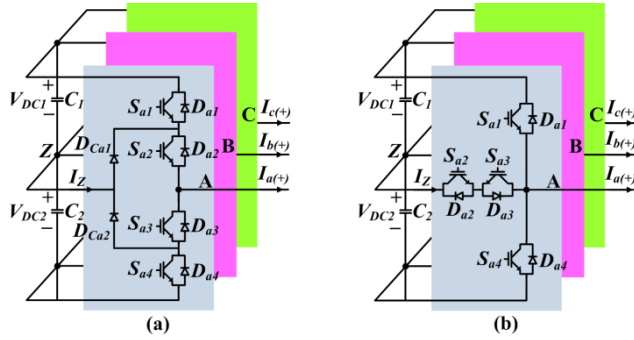 +
V_DC1 C_1
−
S_a1 D_a1
D_Ca1
S_a2 D_a2
C I_c(+)
B I_b(+)
Z
I_Z
A I_a(+)
+
V_DC2 C_2
−
D_Ca2
S_a3 D_a3
S_a4 D_a4
(a)
+
V_DC1 C_1
−
S_a1 D_a1
C I_c(+)
B I_b(+)
Z
S_a2 S_a3
I_Z
A I_a(+)
D_a2 D_a3
+
V_DC2 C_2
−
S_a4 D_a4
(b)